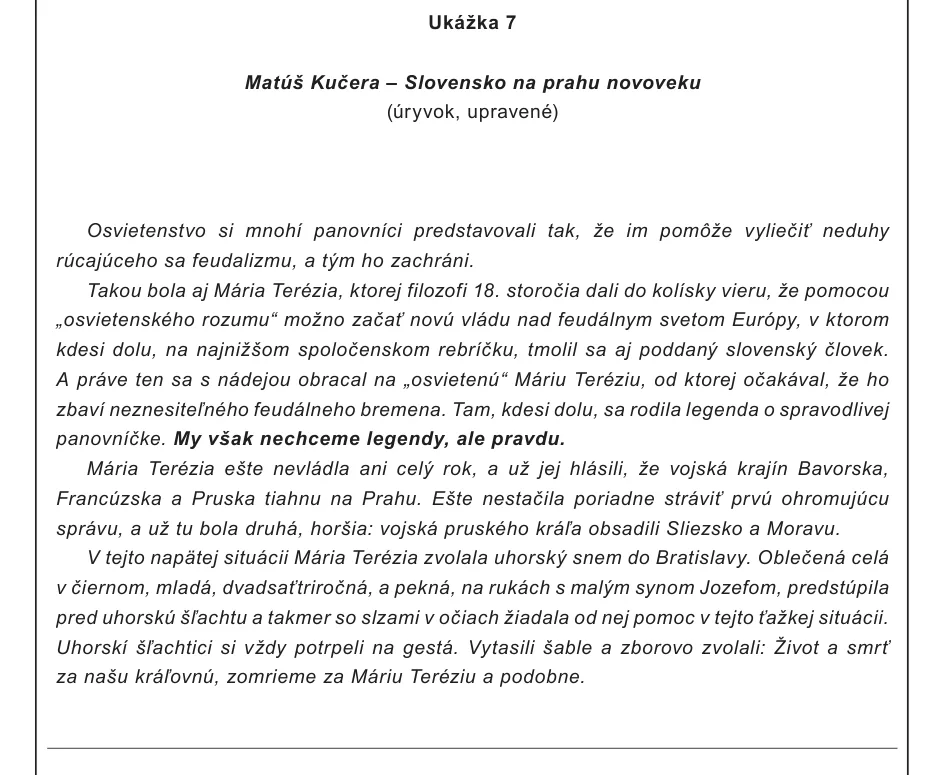 Ukážka 7
Matúš Kučera – Slovensko na prahu novoveku
(úryvok, upravené)
Osvietenstvo si mnohí panovníci predstavovali tak, že im pomôže vyliečiť neduhy
rúcajúceho sa feudalizmu, a tým ho zachráni.
Takou bola aj Mária Terézia, ktorej filozofi 18. storočia dali do kolísky vieru, že pomocou
„osvietenského rozumu“ možno začať novú vládu nad feudálnym svetom Európy, v ktorom
kdesi dolu, na najnižšom spoločenskom rebríčku, tmolil sa aj poddaný slovenský človek.
A práve ten sa s nádejou obracal na „osvietenú“ Máriu Teréziu, od ktorej očakával, že ho
zbaví neznesiteľného feudálneho bremena. Tam, kdesi dolu, sa rodila legenda o spravodlivej
panovníčke. My však nechceme legendy, ale pravdu.
Mária Terézia ešte nevládla ani celý rok, a už jej hlásili, že vojská krajín Bavorska,
Francúzska a Pruska tiahnu na Prahu. Ešte nestačila poriadne stráviť prvú ohromujúcu
správu, a už tu bola druhá, horšia: vojská pruského kráľa obsadili Sliezsko a Moravu.
V tejto napätej situácii Mária Terézia zvolala uhorský snem do Bratislavy. Oblečená celá
v čiernom, mladá, dvadsaťtriročná, a pekná, na rukách s malým synom Jozefom, predstúpila
pred uhorskú šľachtu a takmer so slzami v očiach žiadala od nej pomoc v tejto ťažkej situácii.
Uhorskí šľachtici si vždy potrpeli na gestá. Vytasili šable a zborovo zvolali: Život a smrť
za našu kráľovnú, zomrieme za Máriu Teréziu a podobne.